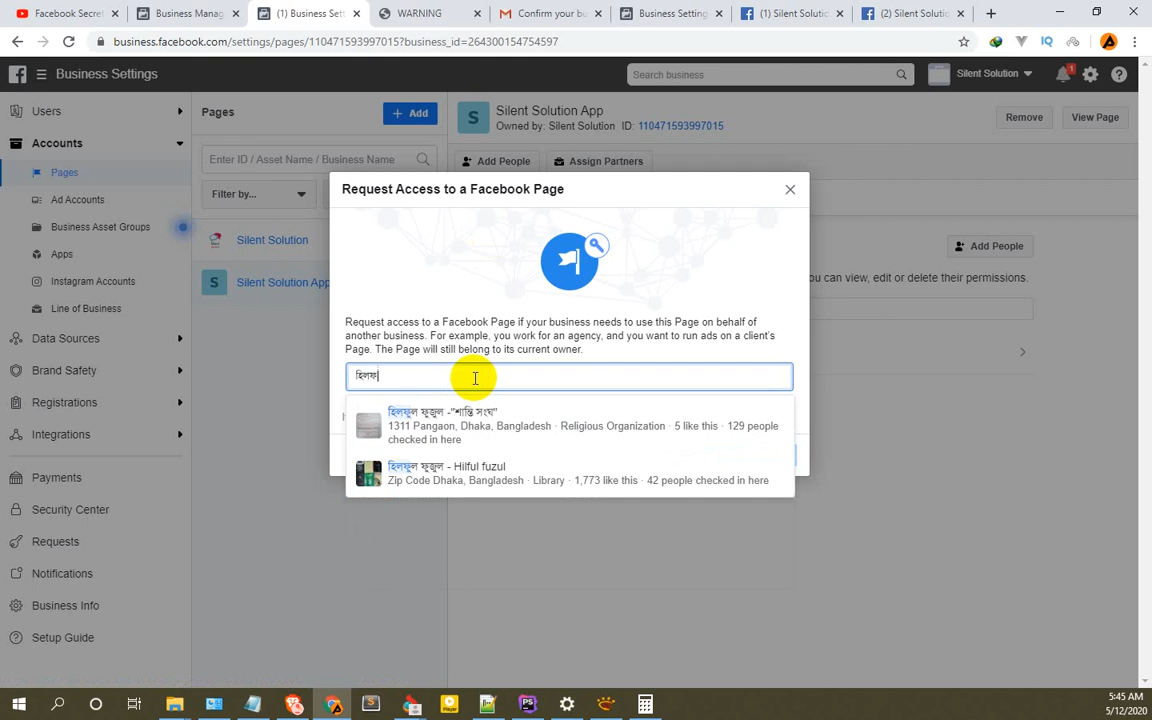 Facebook Secre
Business Manag
(1) Business Sett
WARNING
Confirm your bu
Business Setting
(1) Silent Solutio
(2) Silent Solutio
business.facebook.com/settings/pages/110471593997015?business_id=264300154754597
Business Settings
Search business
Silent Solution
1
Users
Accounts
Pages
Ad Accounts
Business Asset Groups
Apps
Instagram Accounts
Line of Business
Data Sources
Brand Safety
Registrations
Integrations
Payments
Security Center
Requests
Notifications
Business Info
Setup Guide
Pages
+ Add
Enter ID / Asset Name / Business Name
Filter by...
Silent Solution
S Silent Solution App
S
Silent Solution App
Owned by: Silent Solution ID: 110471593997015
Remove
View Page
Add People
Assign Partners
Add People
ou can view, edit or delete their permissions.
Request Access to a Facebook Page
Request access to a Facebook Page if your business needs to use this Page on behalf of
another business. For example, you work for an agency, and you want to run ads on a client's
Page. The Page will still belong to its current owner.
হিলফ
হিলফুল ফুজুল -"শান্তি সংঘ"
1311 Pangaon, Dhaka, Bangladesh · Religious Organization · 5 like this · 129 people
checked in here
হিলফুল ফুজুল - Hilful fuzul
Zip Code Dhaka, Bangladesh · Library · 1,773 like this · 42 people checked in here
5:45 AM
5/12/2020